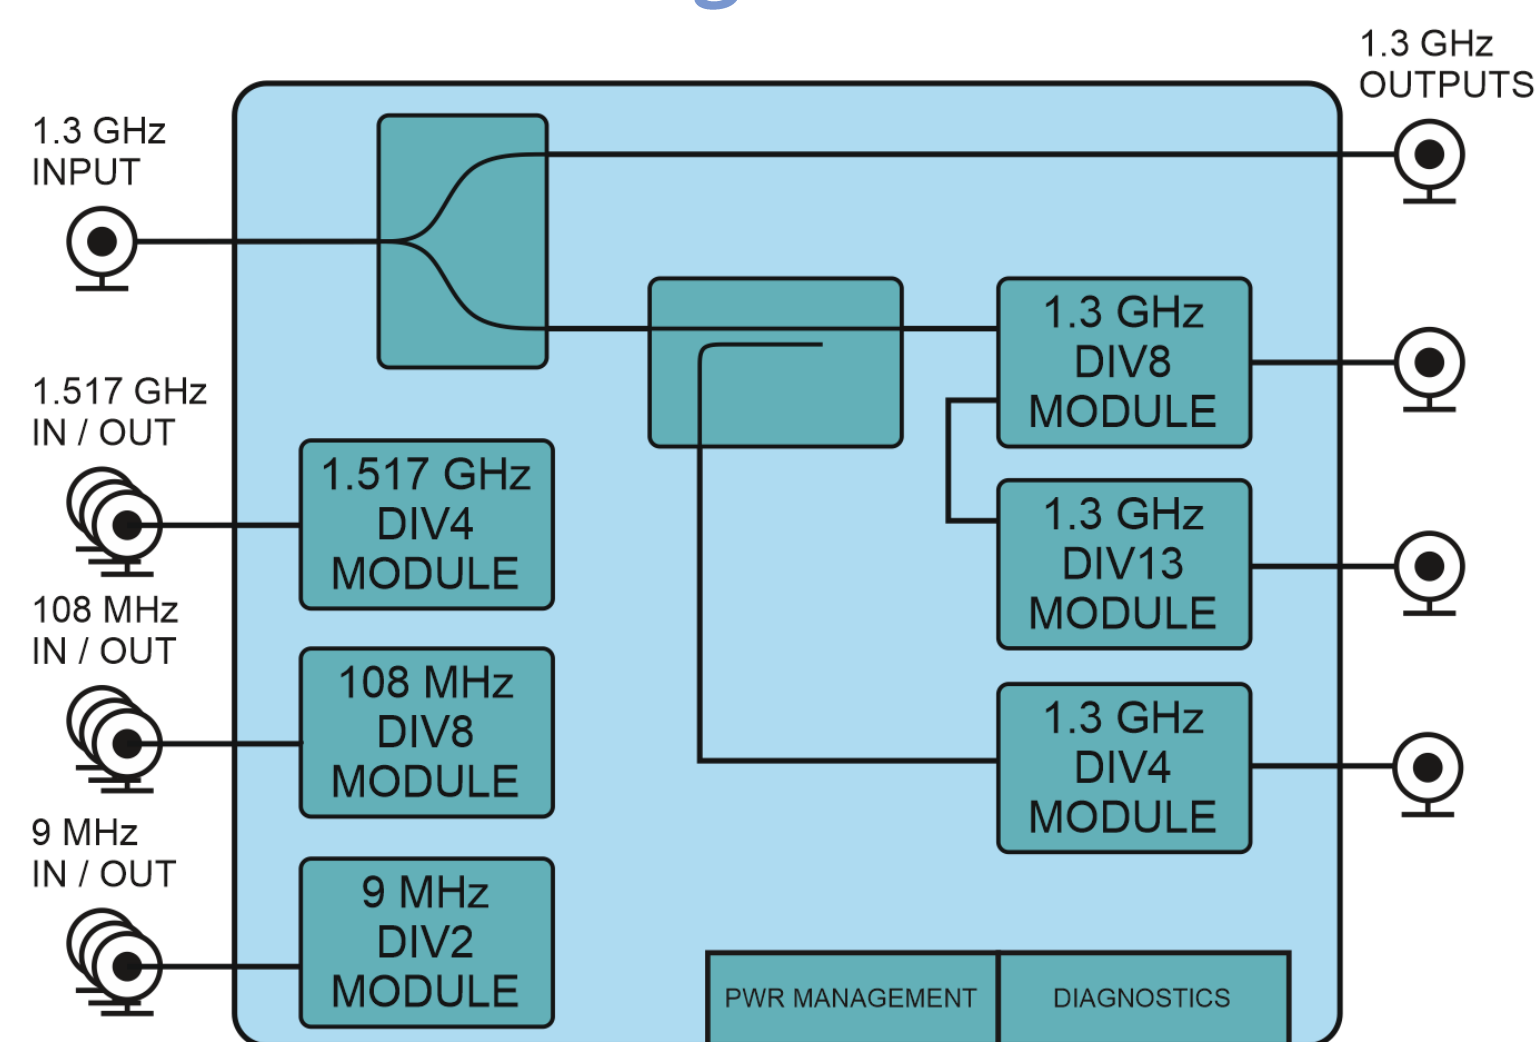 1.3 GHz
OUTPUTS
1.3 GHz
INPUT
1.517 GHz
IN / OUT
108 MHz
IN / OUT
9 MHz
IN / OUT
1.517 GHz
DIV4
MODULE
108 MHz
DIV8
MODULE
9 MHz
DIV2
MODULE
1.3 GHz
DIV8
MODULE
1.3 GHz
DIV13
MODULE
1.3 GHz
DIV4
MODULE
PWR MANAGEMENT
DIAGNOSTICS